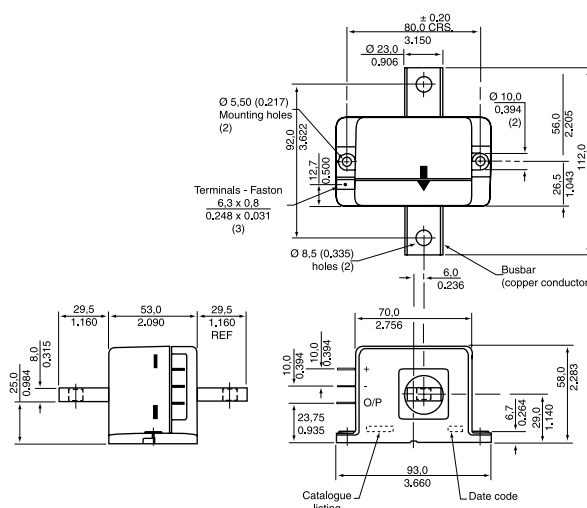 ± 0.20
80,0 CRS.
3.150
Ø 23,0
0.906
Ø 5,50 (0.217)
Mounting holes
(2)
92,0
3.622
Ø 10,0
0.394
(2)
56,0
2.205
112,0
12,7
0.500
26,5
1.043
Terminals - Faston
6,3 x 0,8
0.248 x 0.031
(3)
Ø 8,5 (0.335)
holes (2)
6,0
0.236
Busbar
(copper conductor
29,5
1.160
53,0
2.090
29,5
1.160
REF
8,0
0.315
25,0
0.984
70,0
2.756
10,0
0.394
10,0
0.394
+
-
O/P
23,75
0.935
6,7
0.264
29,0
1.140
58,0
2.283
93,0
3.660
Catalogue
listing
Date code